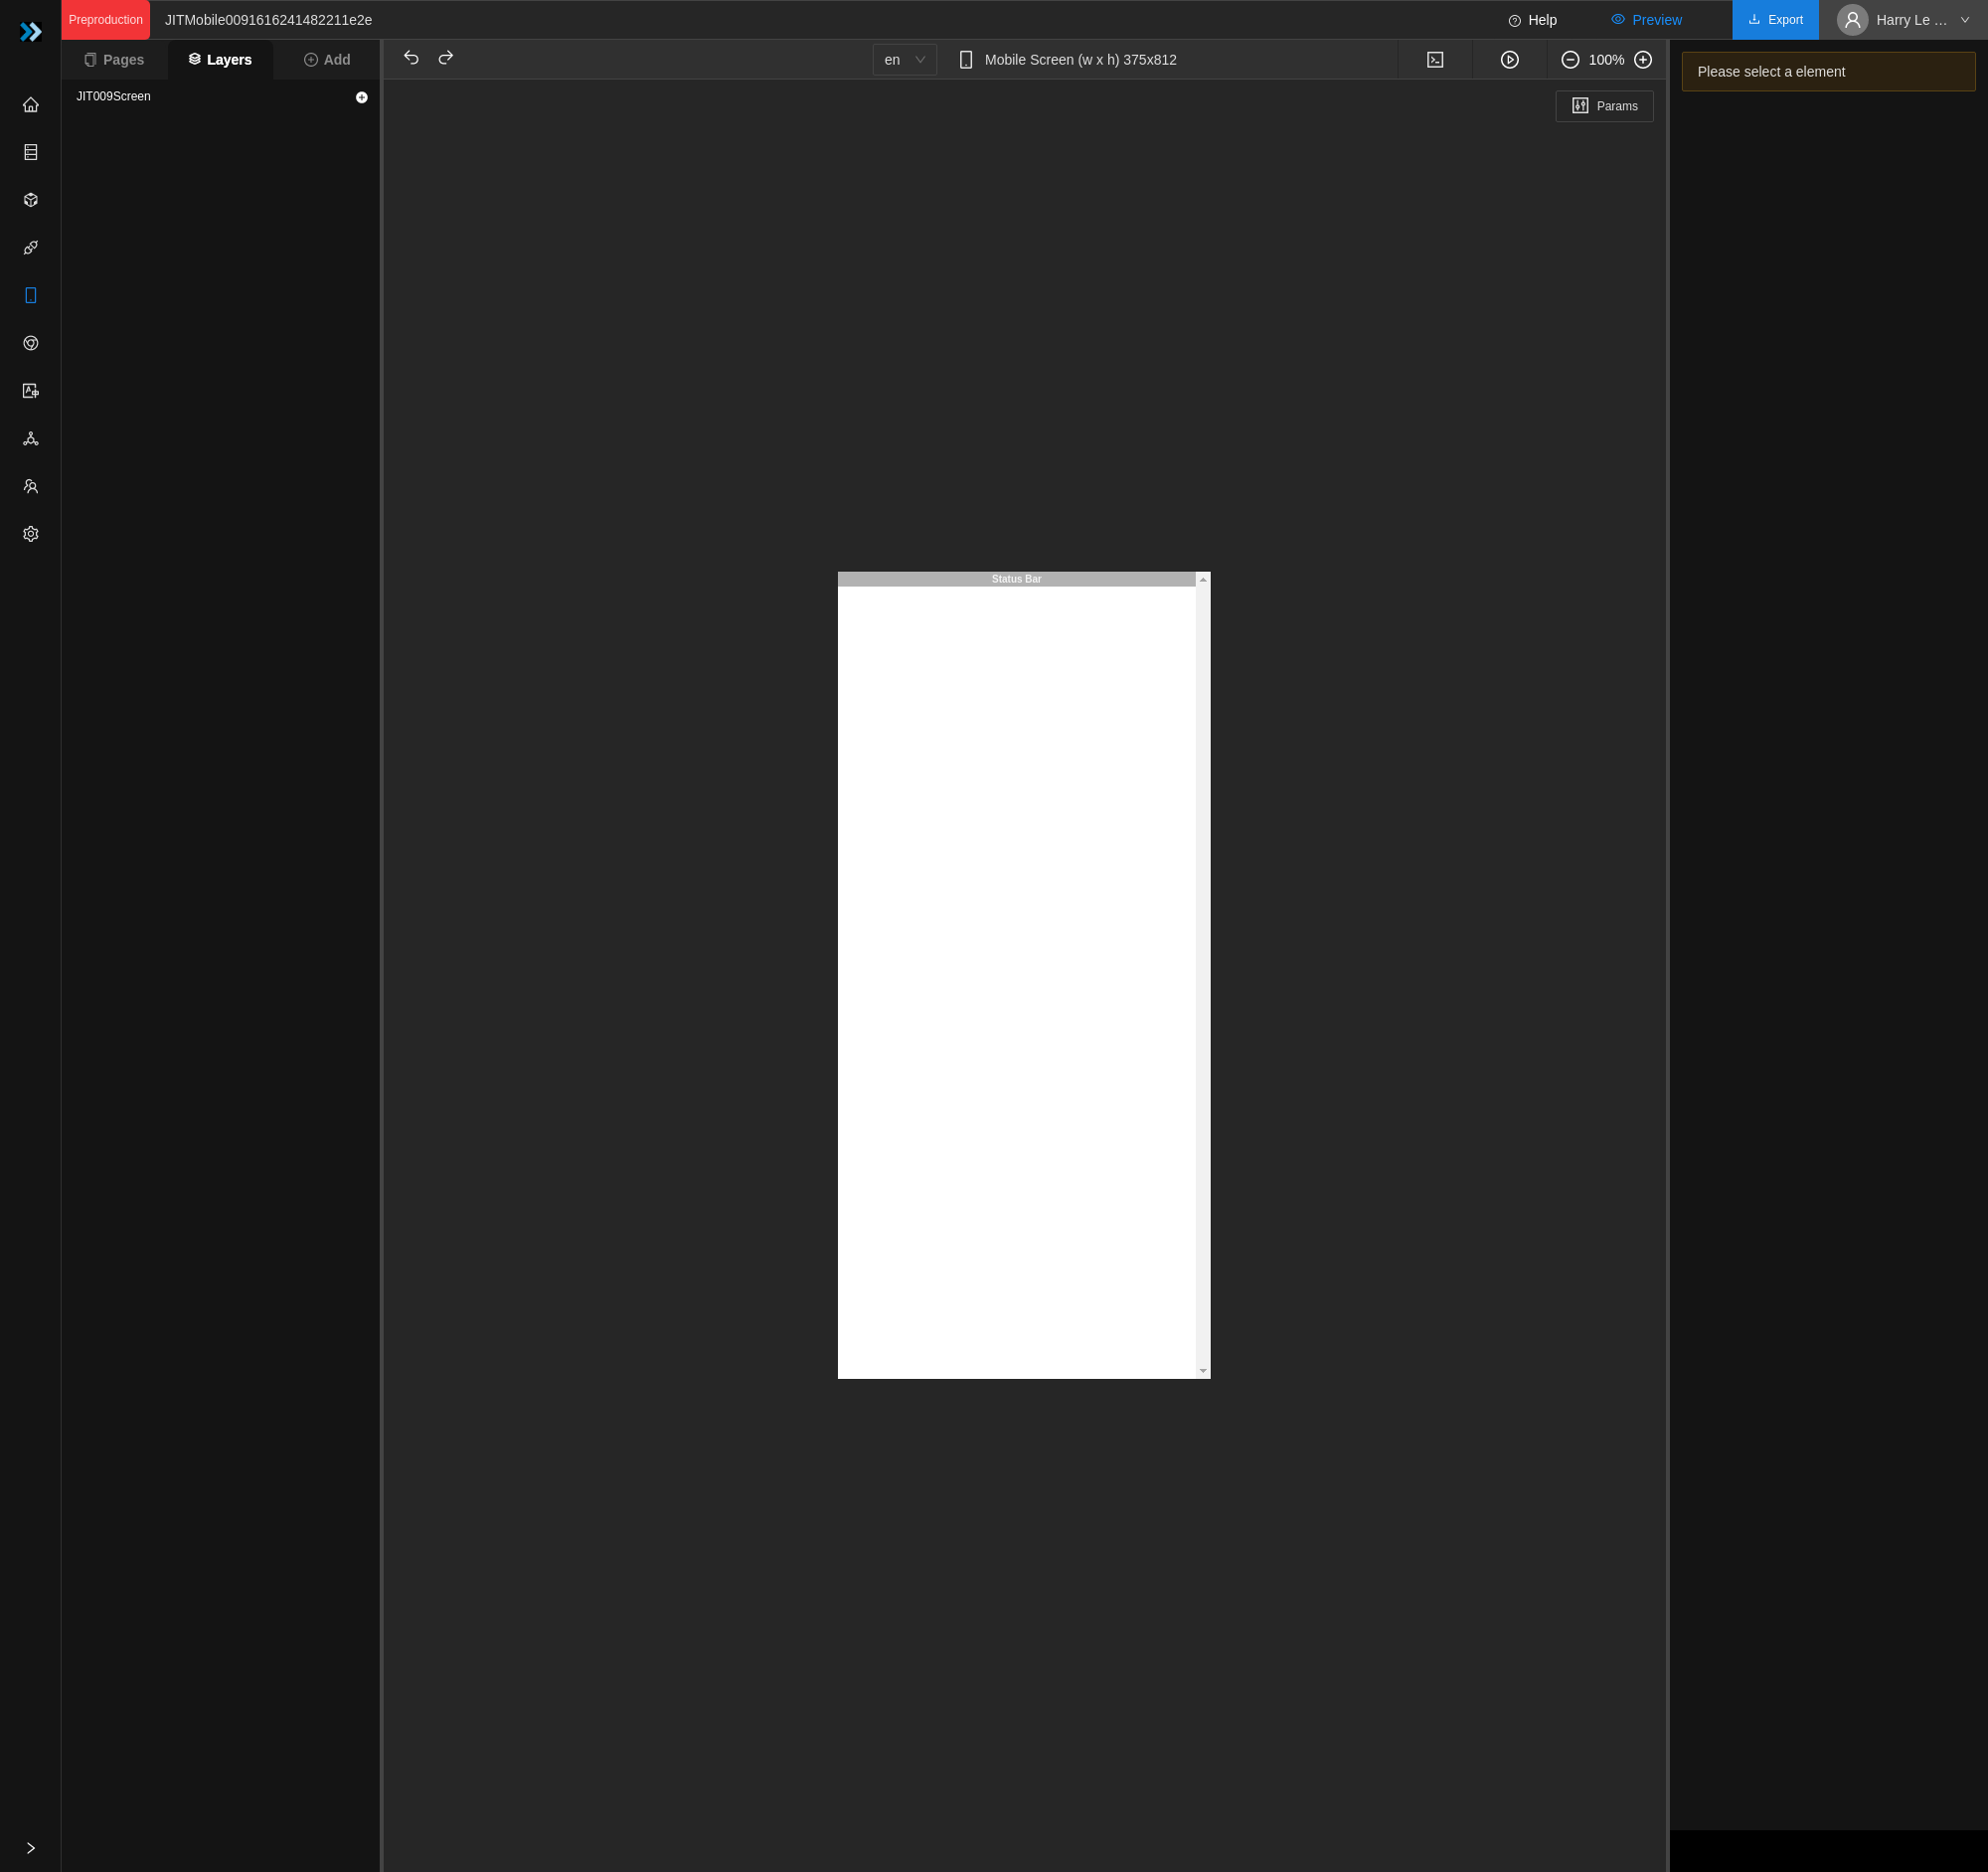 Preproduction
JITMobile0091616241482211e2e
Help
Preview
Export
Harry Le ...
Pages
Layers
Add
en
Mobile Screen (w x h) 375x812
100%
Please select a element
JIT009Screen
Params
Status Bar